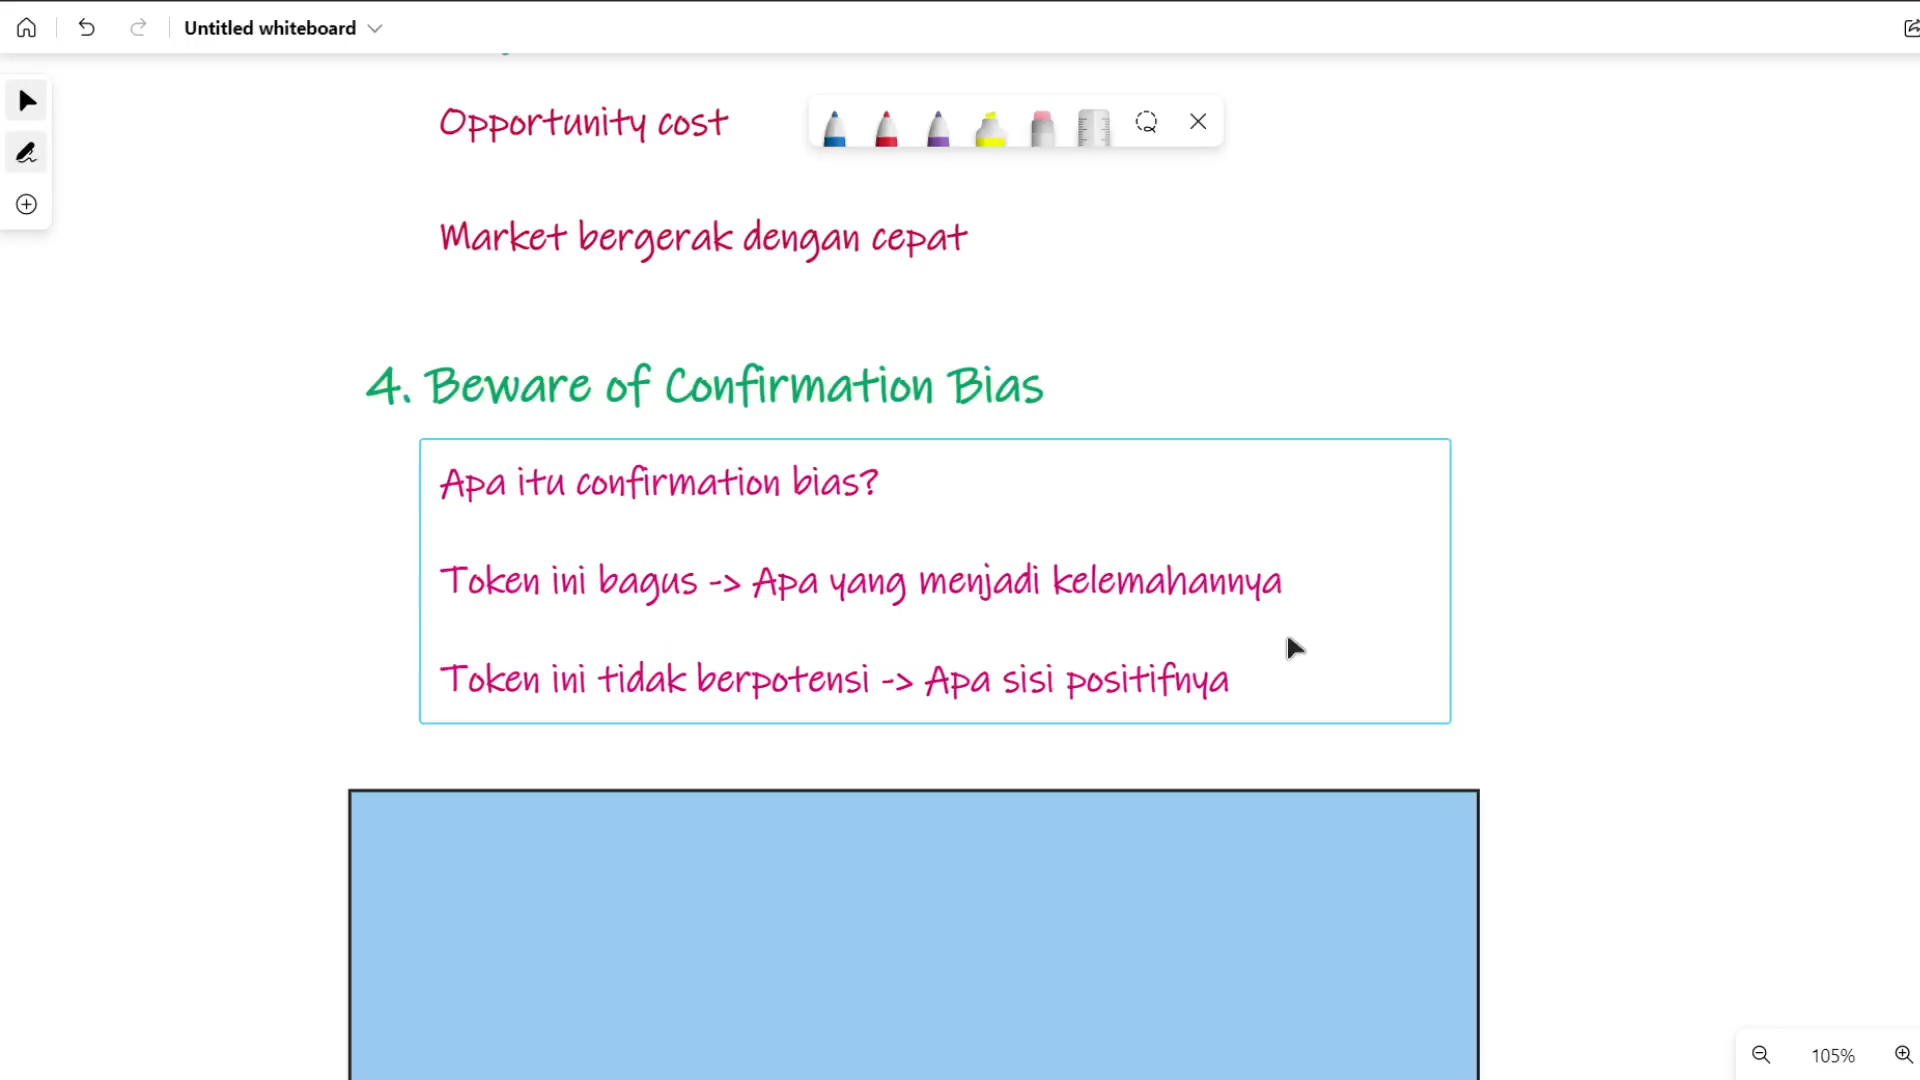 Untitled whiteboard
Opportunity cost
Market bergerak dengan cepat
4. Beware of Confirmation Bias
Apa itu confirmation bias?
Token ini bagus -> Apa yang menjadi kelemahannya
Token ini tidak berpotensi -> Apa sisi positifnya
105%